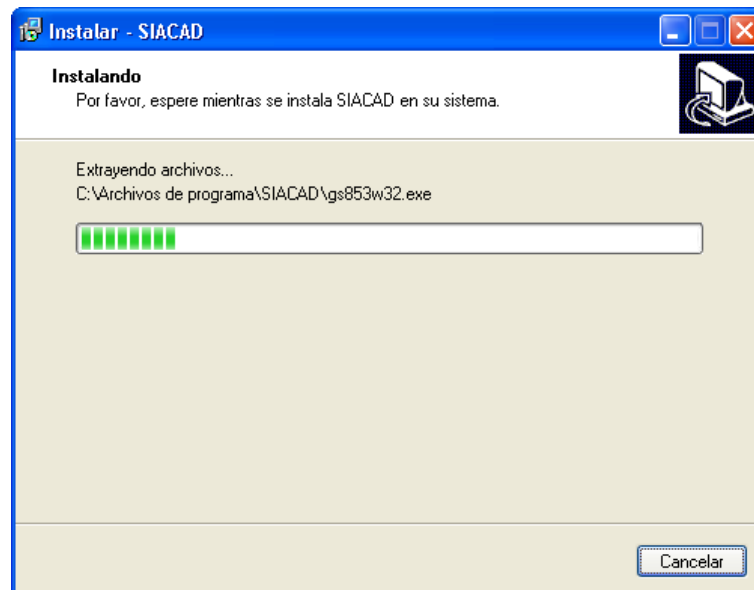 Instalar - SIACAD
Instalando
Por favor, espere mientras se instala SIACAD en su sistema.
Extrayendo archivos...
C:\Archivos de programa\SIACAD\gs853w32.exe
Cancelar